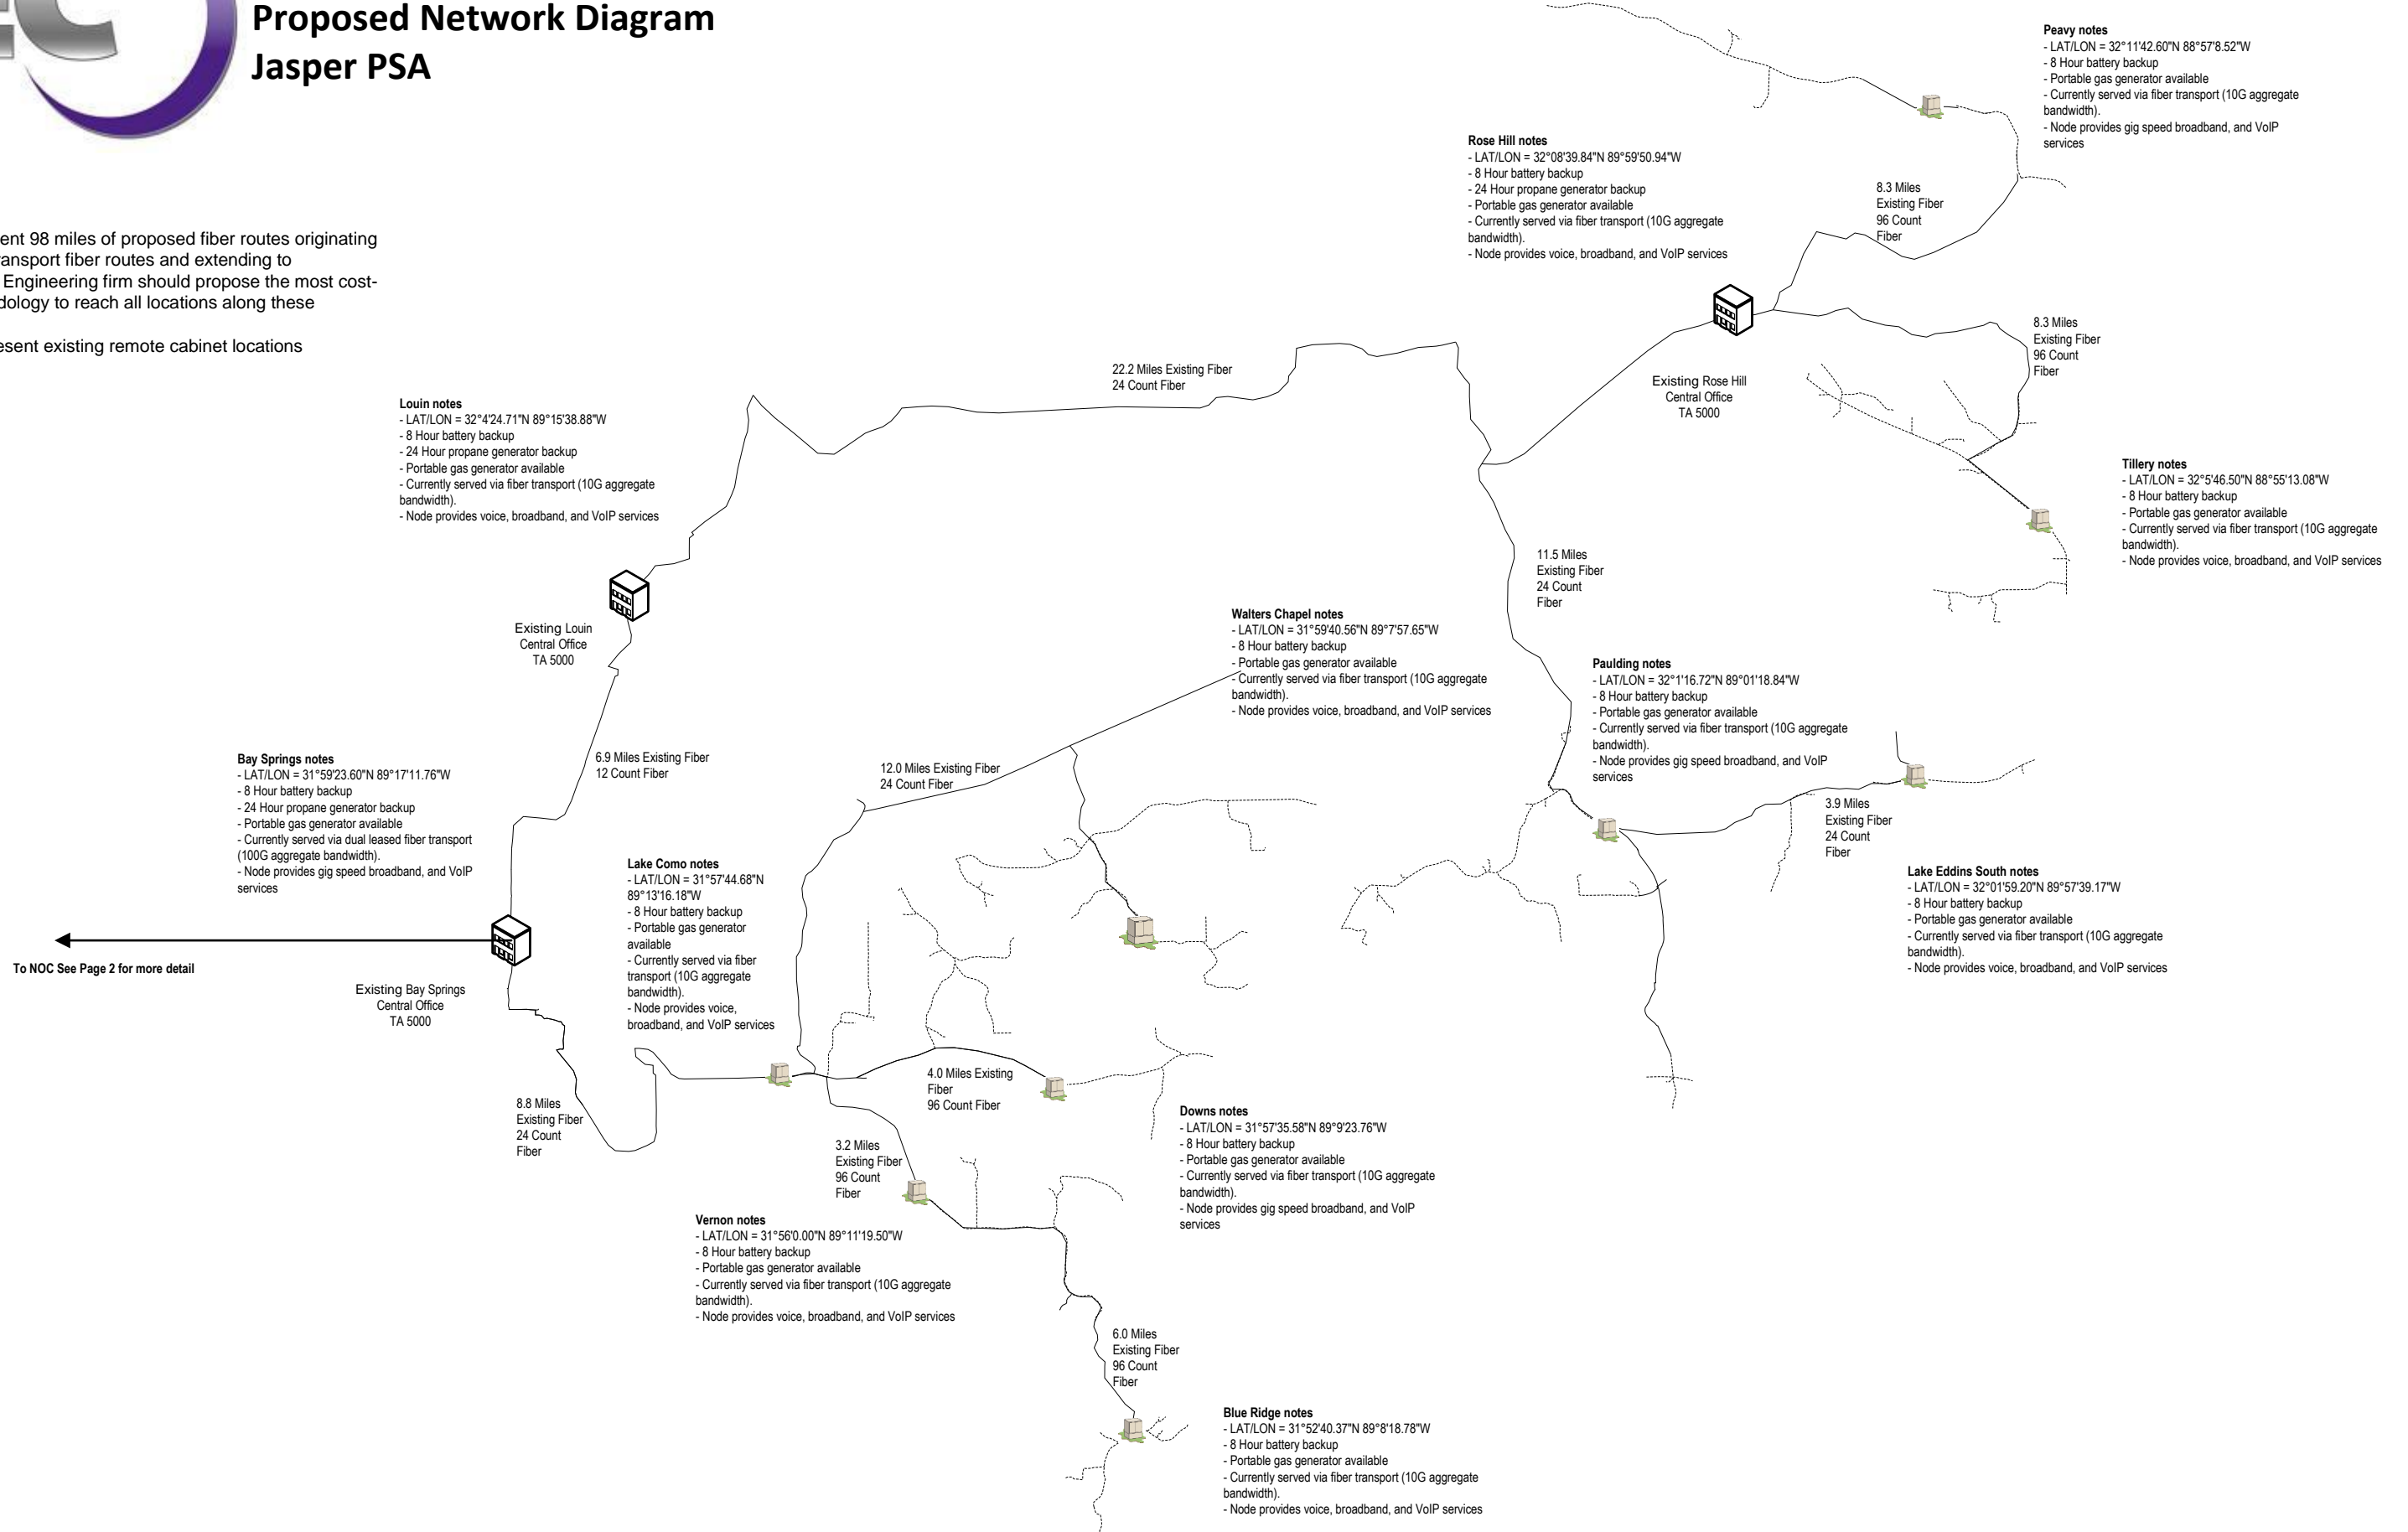 Proposed Network Diagram
Jasper PSA
ent 98 miles of proposed fiber routes originating
ransport fiber routes and extending to
Engineering firm should propose the most cost-
dology to reach all locations along these
esent existing remote cabinet locations
Peavy notes
- LAT/LON = 32°11'42.60"N 88°57'8.52"W
- 8 Hour battery backup
- Portable gas generator available
- Currently served via fiber transport (10G aggregate
bandwidth).
- Node provides gig speed broadband, and VoIP
services
Rose Hill notes
- LAT/LON = 32°08'39.84"N 89°59'50.94"W
- 8 Hour battery backup
- 24 Hour propane generator backup
- Portable gas generator available
- Currently served via fiber transport (10G aggregate
bandwidth).
- Node provides voice, broadband, and VoIP services
8.3 Miles
Existing Fiber
96 Count
Fiber
8.3 Miles
Existing Fiber
96 Count
Fiber
22.2 Miles Existing Fiber
24 Count Fiber
Existing Rose Hill
Central Office
TA 5000
Louin notes
- LAT/LON = 32°4'24.71"N 89°15'38.88"W
- 8 Hour battery backup
- 24 Hour propane generator backup
- Portable gas generator available
- Currently served via fiber transport (10G aggregate
bandwidth).
- Node provides voice, broadband, and VoIP services
Tillery notes
- LAT/LON = 32°5'46.50"N 88°55'13.08"W
- 8 Hour battery backup
- Portable gas generator available
- Currently served via fiber transport (10G aggregate
bandwidth).
- Node provides voice, broadband, and VoIP services
11.5 Miles
Existing Fiber
24 Count
Fiber
Existing Louin
Central Office
TA 5000
Walters Chapel notes
- LAT/LON = 31°59'40.56"N 89°7'57.65"W
- 8 Hour battery backup
- Portable gas generator available
- Currently served via fiber transport (10G aggregate
bandwidth).
- Node provides voice, broadband, and VoIP services
Paulding notes
- LAT/LON = 32°1'16.72"N 89°01'18.84"W
- 8 Hour battery backup
- Portable gas generator available
- Currently served via fiber transport (10G aggregate
bandwidth).
- Node provides gig speed broadband, and VoIP
services
Bay Springs notes
- LAT/LON = 31°59'23.60"N 89°17'11.76"W
- 8 Hour battery backup
- 24 Hour propane generator backup
- Portable gas generator available
- Currently served via dual leased fiber transport
(100G aggregate bandwidth).
- Node provides gig speed broadband, and VoIP
services
6.9 Miles Existing Fiber
12 Count Fiber
12.0 Miles Existing Fiber
24 Count Fiber
3.9 Miles
Existing Fiber
24 Count
Fiber
Lake Como notes
- LAT/LON = 31°57'44.68"N
89°13'16.18"W
- 8 Hour battery backup
- Portable gas generator
available
- Currently served via fiber
transport (10G aggregate
bandwidth).
- Node provides voice,
broadband, and VoIP services
Lake Eddins South notes
- LAT/LON = 32°01'59.20"N 89°57'39.17"W
- 8 Hour battery backup
- Portable gas generator available
- Currently served via fiber transport (10G aggregate
bandwidth).
- Node provides voice, broadband, and VoIP services
To NOC See Page 2 for more detail
Existing Bay Springs
Central Office
TA 5000
8.8 Miles
Existing Fiber
24 Count
Fiber
4.0 Miles Existing
Fiber
96 Count Fiber
3.2 Miles
Existing Fiber
96 Count
Fiber
Downs notes
- LAT/LON = 31°57'35.58"N 89°9'23.76"W
- 8 Hour battery backup
- Portable gas generator available
- Currently served via fiber transport (10G aggregate
bandwidth).
- Node provides gig speed broadband, and VoIP
services
Vernon notes
- LAT/LON = 31°56'0.00"N 89°11'19.50"W
- 8 Hour battery backup
- Portable gas generator available
- Currently served via fiber transport (10G aggregate
bandwidth).
- Node provides voice, broadband, and VoIP services
6.0 Miles
Existing Fiber
96 Count
Fiber
Blue Ridge notes
- LAT/LON = 31°52'40.37"N 89°8'18.78"W
- 8 Hour battery backup
- Portable gas generator available
- Currently served via fiber transport (10G aggregate
bandwidth).
- Node provides voice, broadband, and VoIP services